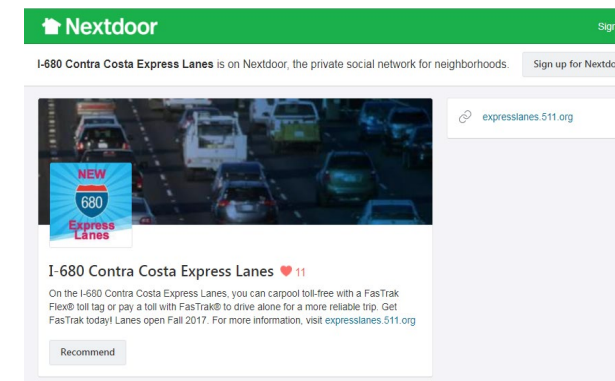 Nextdoor
Sign
I-680 Contra Costa Express Lanes is on Nextdoor, the private social network for neighborhoods.
Sign up for Nextdo
expresslanes.511.org
NEW
680
Express
Lanes
I-680 Contra Costa Express Lanes 11
On the I-680 Contra Costa Express Lanes, you can carpool toll-free with a FasTrak
Flex® toll tag or pay a toll with FasTrak® to drive alone for a more reliable trip. Get
FasTrak today! Lanes open Fall 2017. For more information, visit expresslanes.511.org
Recommend